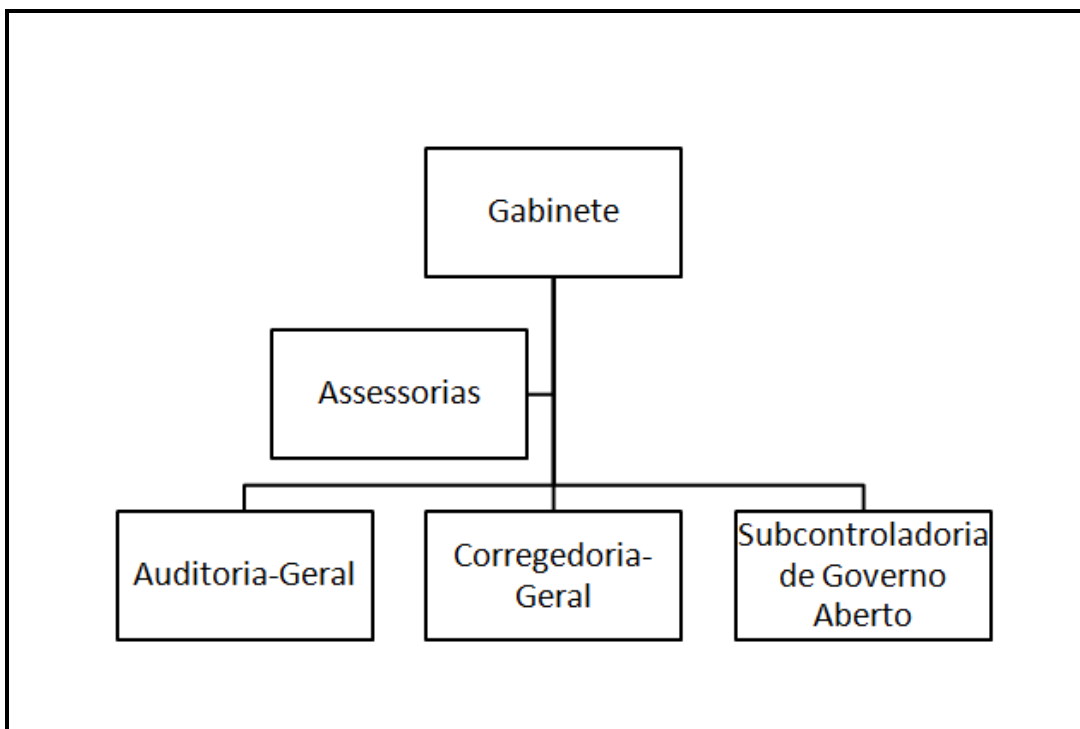 Gabinete
Assessorias
Auditoria-Geral
Corregedoria-
Geral
Subcontroladoria
de Governo
Aberto